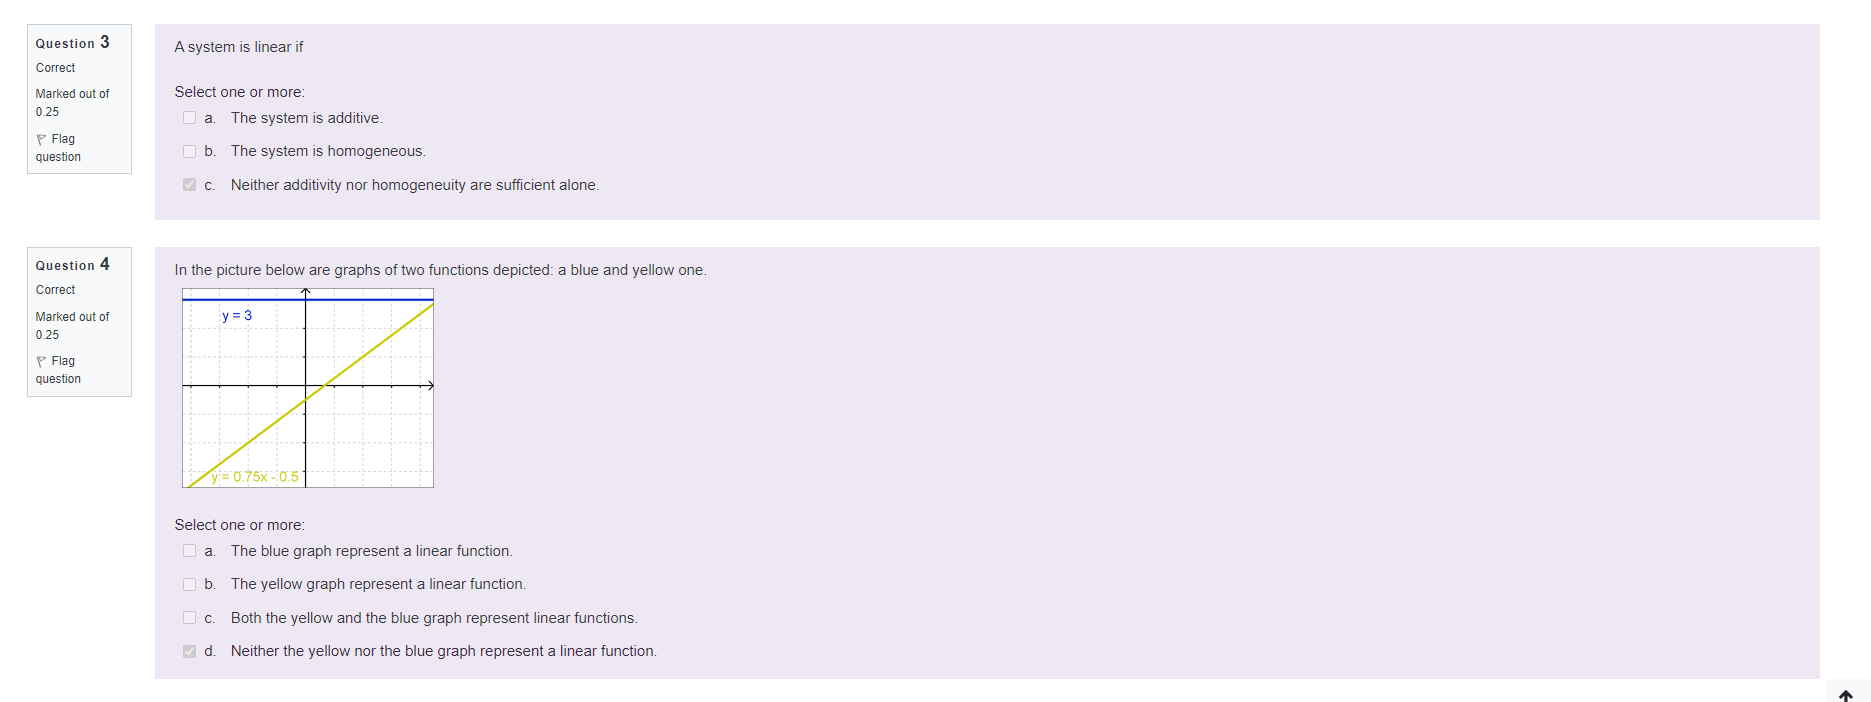 Question 3
Correct
Marked out of
0.25
Flag
question
A system is linear if
Select one or more:
a. The system is additive.
b. The system is homogeneous.
c. Neither additivity nor homogeneuity are sufficient alone.
Question 4
Correct
Marked out of
0.25
Flag
question
In the picture below are graphs of two functions depicted: a blue and yellow one.
y = 3
y = 0.75x - 0.5
Select one or more:
a. The blue graph represent a linear function.
b. The yellow graph represent a linear function.
c. Both the yellow and the blue graph represent linear functions.
d. Neither the yellow nor the blue graph represent a linear function.